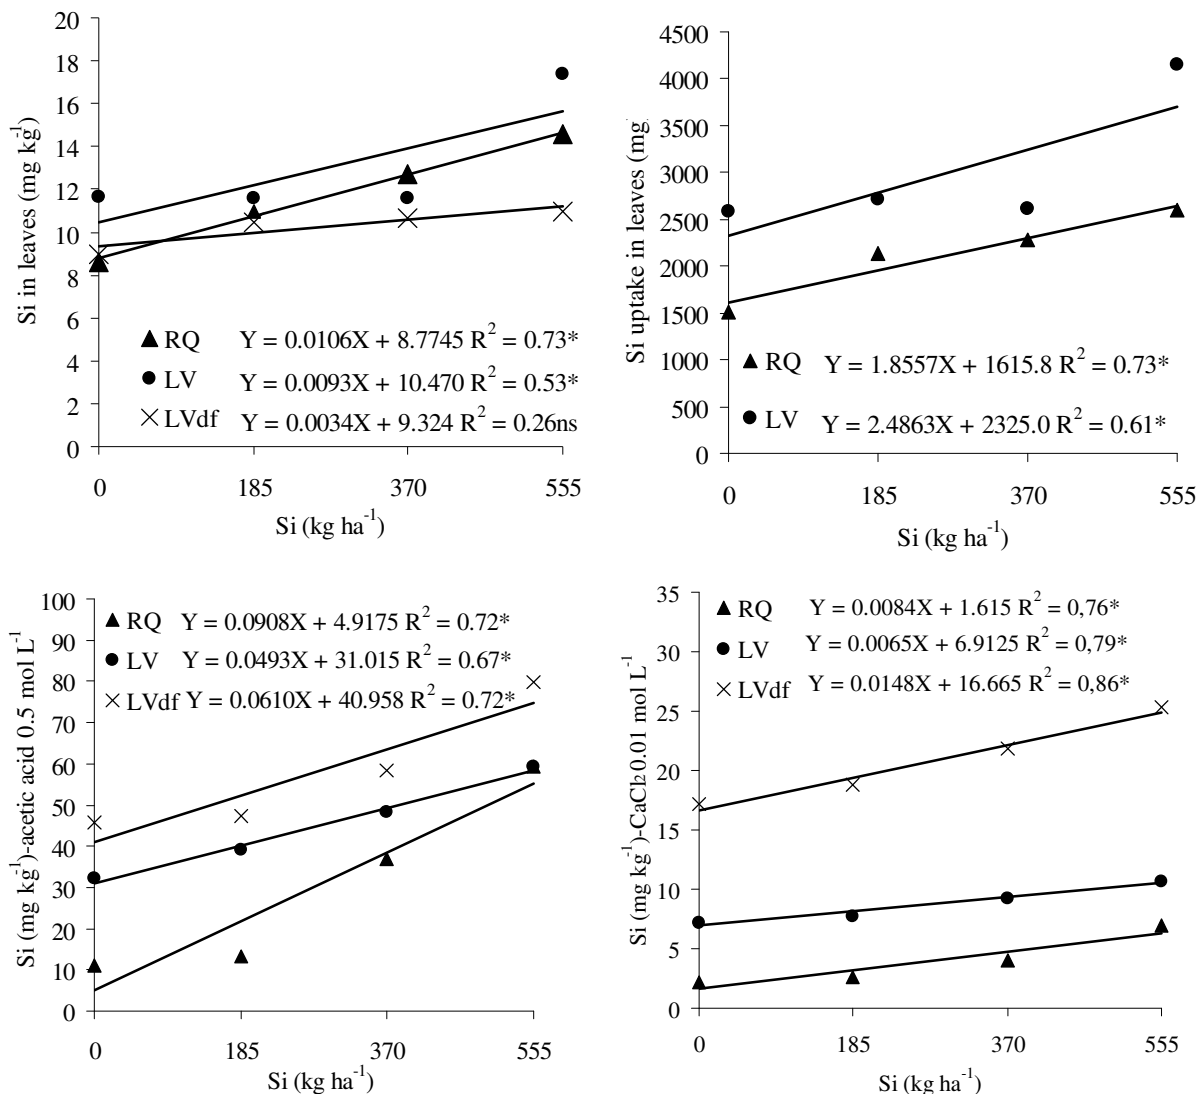 20
18
16
14
12
10
8
6
4
2
0
Si in leaves (mg kg⁻¹)
RQ Y = 0.0106X + 8.7745 R² = 0.73*
LV Y = 0.0093X + 10.470 R² = 0.53*
LVdf Y = 0.0034X + 9.324 R² = 0.26ns
0 185 370 555
Si (kg ha⁻¹)
4500
4000
3500
3000
2500
2000
1500
1000
500
0
Si uptake in leaves (mg
RQ Y = 1.8557X + 1615.8 R² = 0.73*
LV Y = 2.4863X + 2325.0 R² = 0.61*
0 185 370 555
Si (kg ha⁻¹)
100
90
80
70
60
50
40
30
20
10
0
Si (mg kg⁻¹)-acetic acid 0.5 mol L⁻¹
RQ Y = 0.0908X + 4.9175 R² = 0.72*
LV Y = 0.0493X + 31.015 R² = 0.67*
LVdf Y = 0.0610X + 40.958 R² = 0.72*
0 185 370 555
Si (kg ha⁻¹)
35
30
25
20
15
10
5
0
Si (mg kg⁻¹)-CaCl₂0.01 mol L⁻¹
RQ Y = 0.0084X + 1.615 R² = 0,76*
LV Y = 0.0065X + 6.9125 R² = 0,79*
LVdf Y = 0.0148X + 16.665 R² = 0,86*
0 185 370 555
Si (kg ha⁻¹)